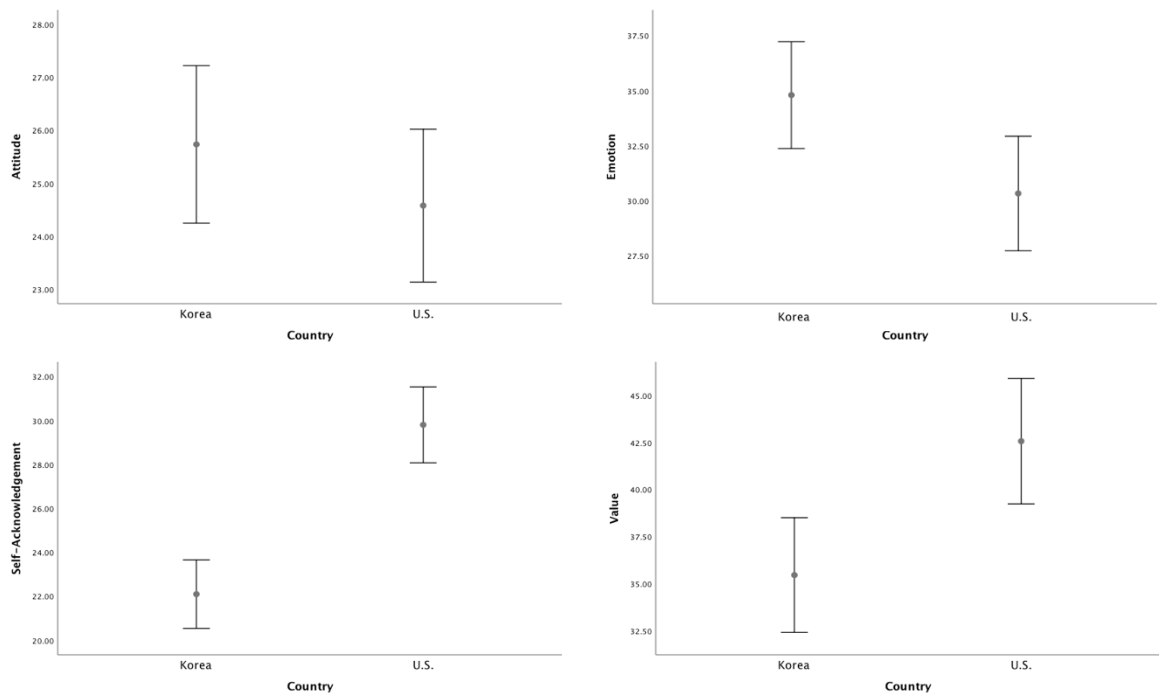 Attitude
28.00
27.00
26.00
25.00
24.00
23.00
Korea
U.S.
Country
Emotion
37.50
35.00
32.50
30.00
27.50
Korea
U.S.
Country
Self-Acknowledgement
32.00
30.00
28.00
26.00
24.00
22.00
20.00
Korea
U.S.
Country
Value
45.00
42.50
40.00
37.50
35.00
32.50
Korea
U.S.
Country